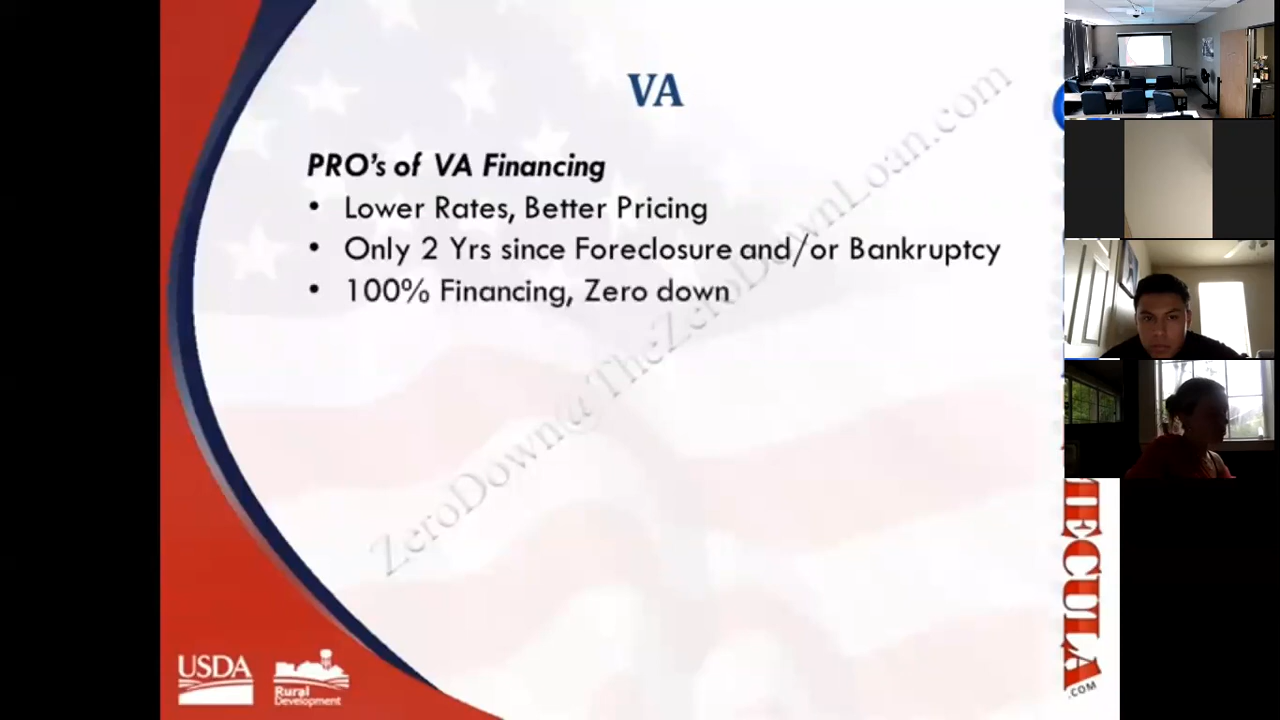 VA
PRO's of VA Financing
• Lower Rates, Better Pricing
• Only 2 Yrs since Foreclosure and/or Bankruptcy
• 100% Financing, Zero down
ZeroDown@TheZeroDownLoan.com
USDA
Rural
Development
TECULA
.COM